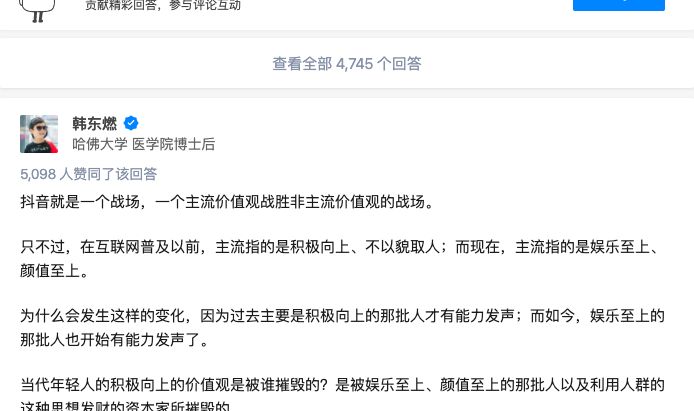 贡献精彩回答，参与评论互动
查看全部 4,745 个回答
韩东燃
哈佛大学 医学院博士后
5,098 人赞同了该回答
抖音就是一个战场，一个主流价值观战胜非主流价值观的战场。
只不过，在互联网普及以前，主流指的是积极向上、不以貌取人；而现在，主流指的是娱乐至上、
颜值至上。
为什么会发生这样的变化，因为过去主要是积极向上的那批人才有能力发声；而如今，娱乐至上的
那批人也开始有能力发声了。
当代年轻人的积极向上的价值观是被谁摧毁的？是被娱乐至上、颜值至上的那批人以及利用人群的
这种思想发财的资本家所摧毁的